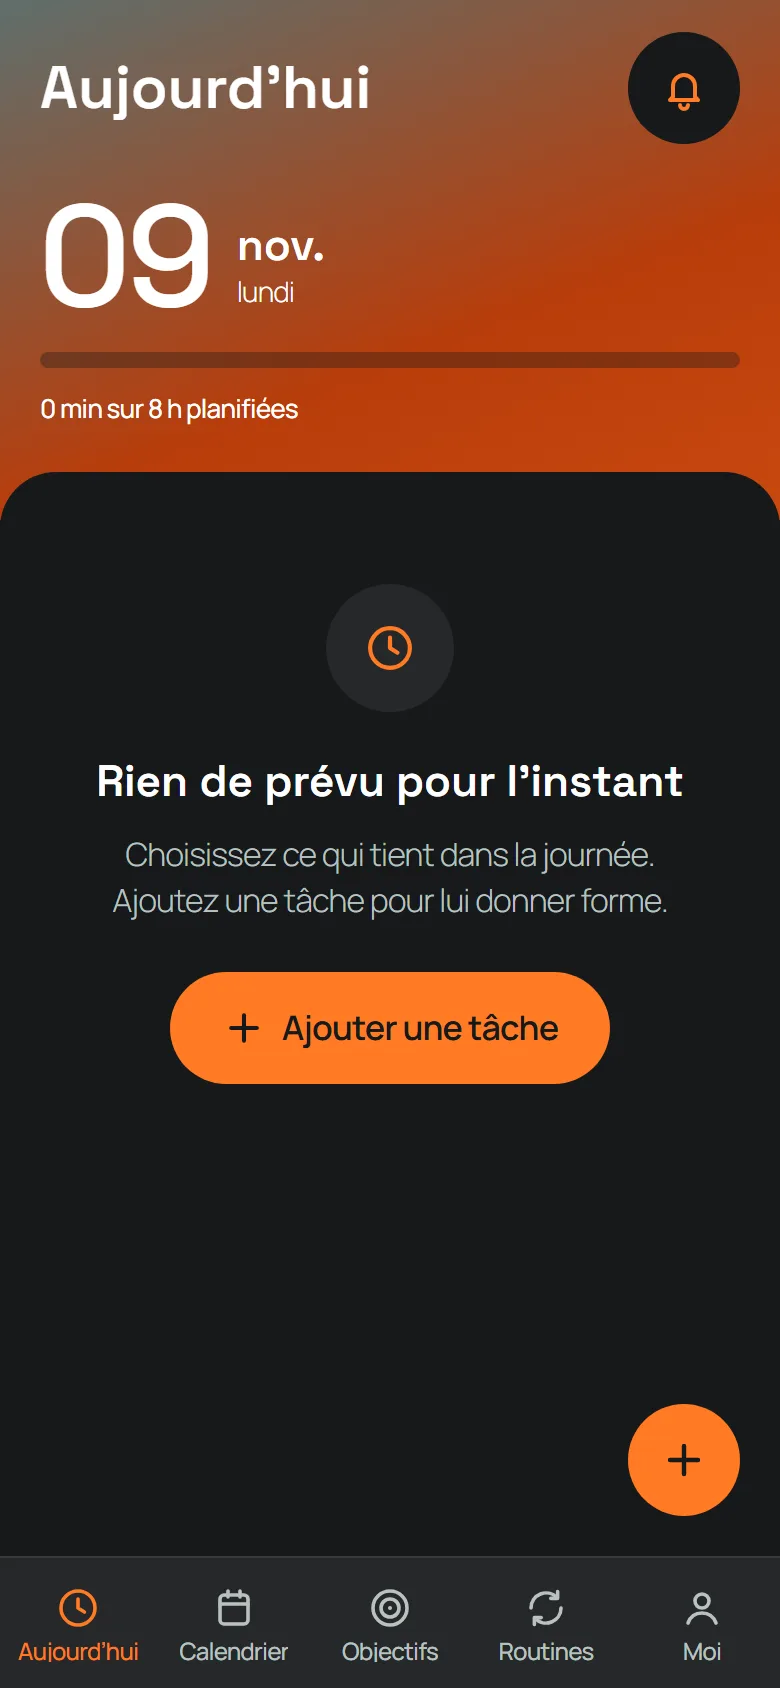 Aujourd’hui
09
nov.
lundi
0 min sur 8 h planifiées
Rien de prévu pour l’instant
Choisissez ce qui tient dans la journée.
Ajoutez une tâche pour lui donner forme.
Ajouter une tâche
Aujourd’hui
Calendrier
Objectifs
Routines
Moi